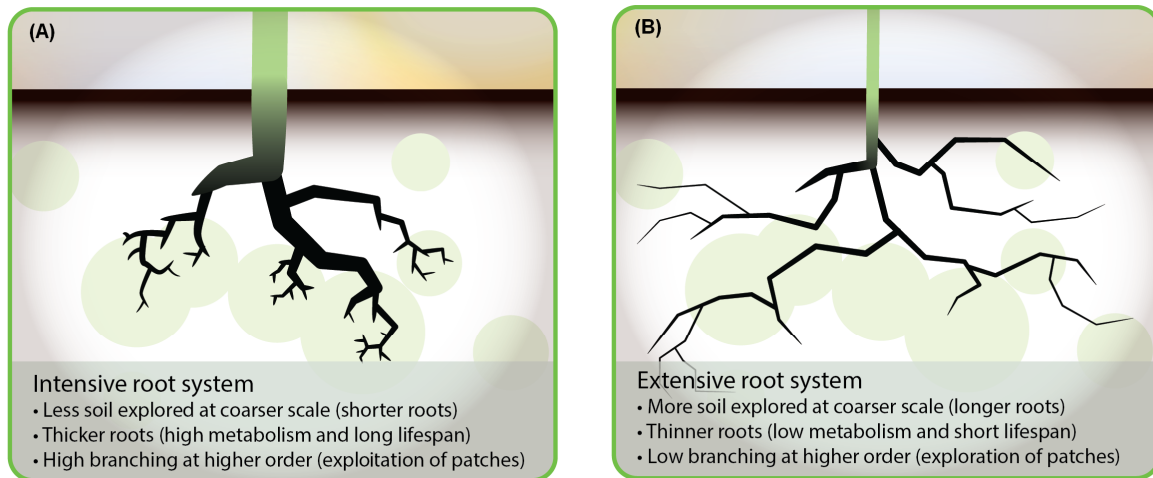 (A)
Intensive root system
• Less soil explored at coarser scale (shorter roots)
• Thicker roots (high metabolism and long lifespan)
• High branching at higher order (exploitation of patches)
(B)
Extensive root system
• More soil explored at coarser scale (longer roots)
• Thinner roots (low metabolism and short lifespan)
• Low branching at higher order (exploration of patches)